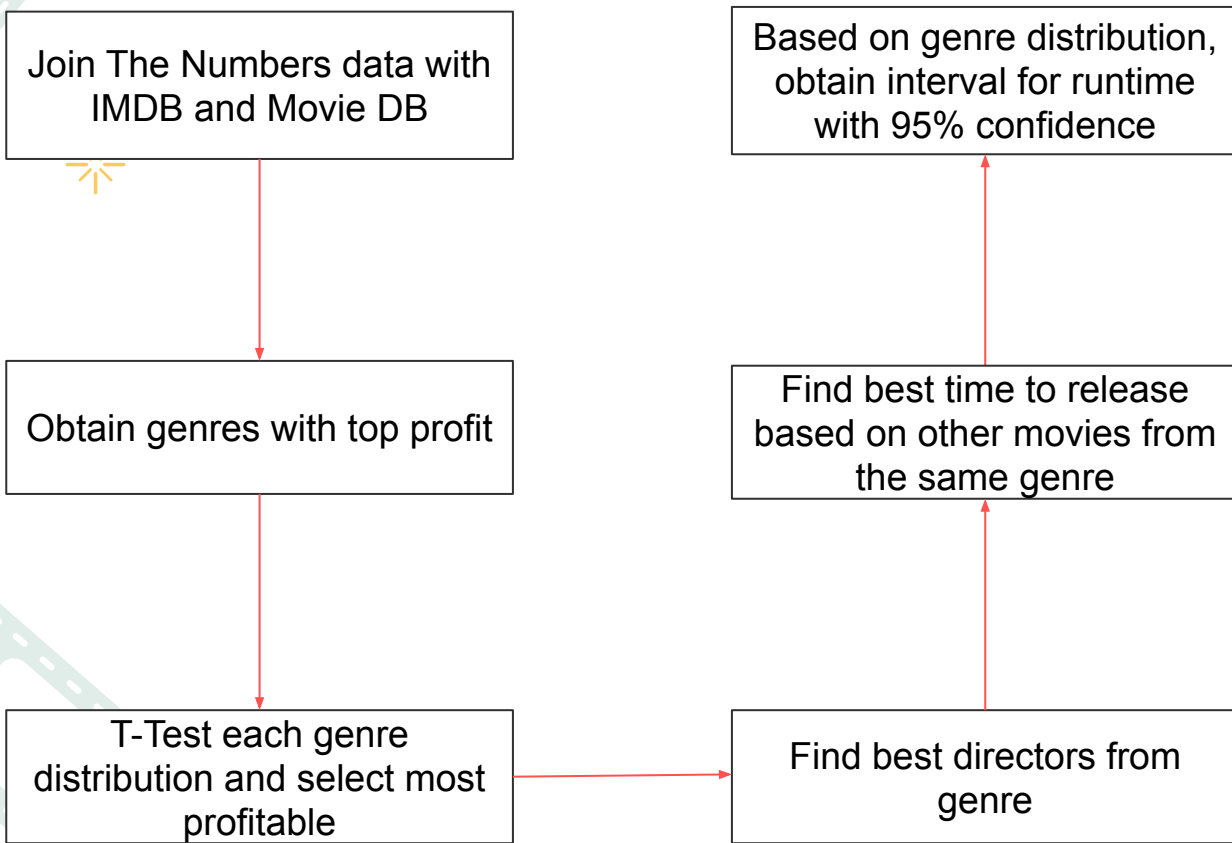 Join The Numbers data with
IMDB and Movie DB
Obtain genres with top profit
T-Test each genre
distribution and select most
profitable
Find best directors from
genre
Find best time to release
based on other movies from
the same genre
Based on genre distribution,
obtain interval for runtime
with 95% confidence